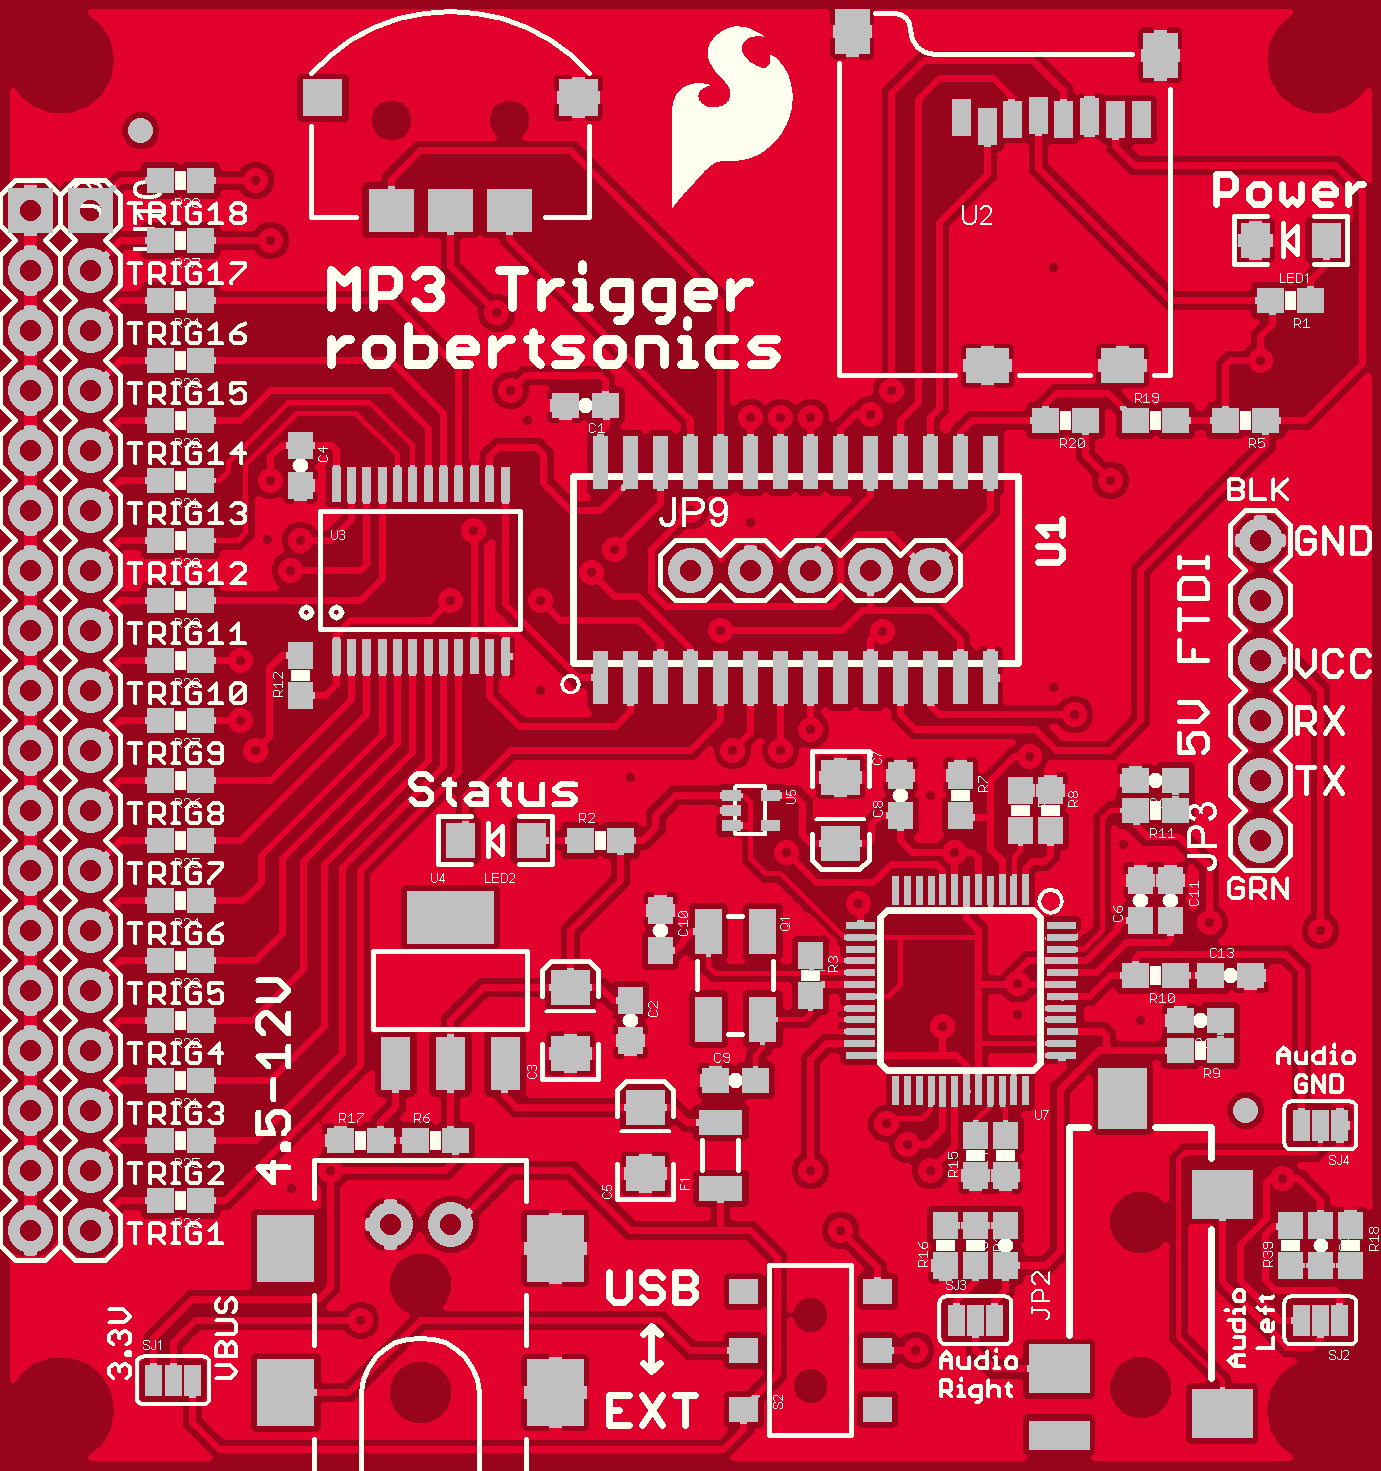 Power
U2
LED1
R1
MP3 Trigger
robertsonics
TRIG18
TRIG17
TRIG16
TRIG15
TRIG14
TRIG13
TRIG12
TRIG11
TRIG10
TRIG9
TRIG8
TRIG7
TRIG6
TRIG5
TRIG4
TRIG3
TRIG2
TRIG1
R19
R20
R5
C1
C4
U3
R12
JP9
U1
BLK
GND
VCC
RX
TX
GRN
5V FTDI
JP3
Status
R2
U4
LED2
U5
C7
C8
R7
R8
R11
C6
C11
C10
Q1
R3
C2
C3
C9
C5
F1
R17
R6
4.5-12V
R10
C13
R9
U7
R15
R16
Audio
GND
SJ4
R39
R18
SJ2
Audio
Left
SJ3
JP2
Audio
Right
USB
EXT
S2
3.3V
SJ1
VBUS